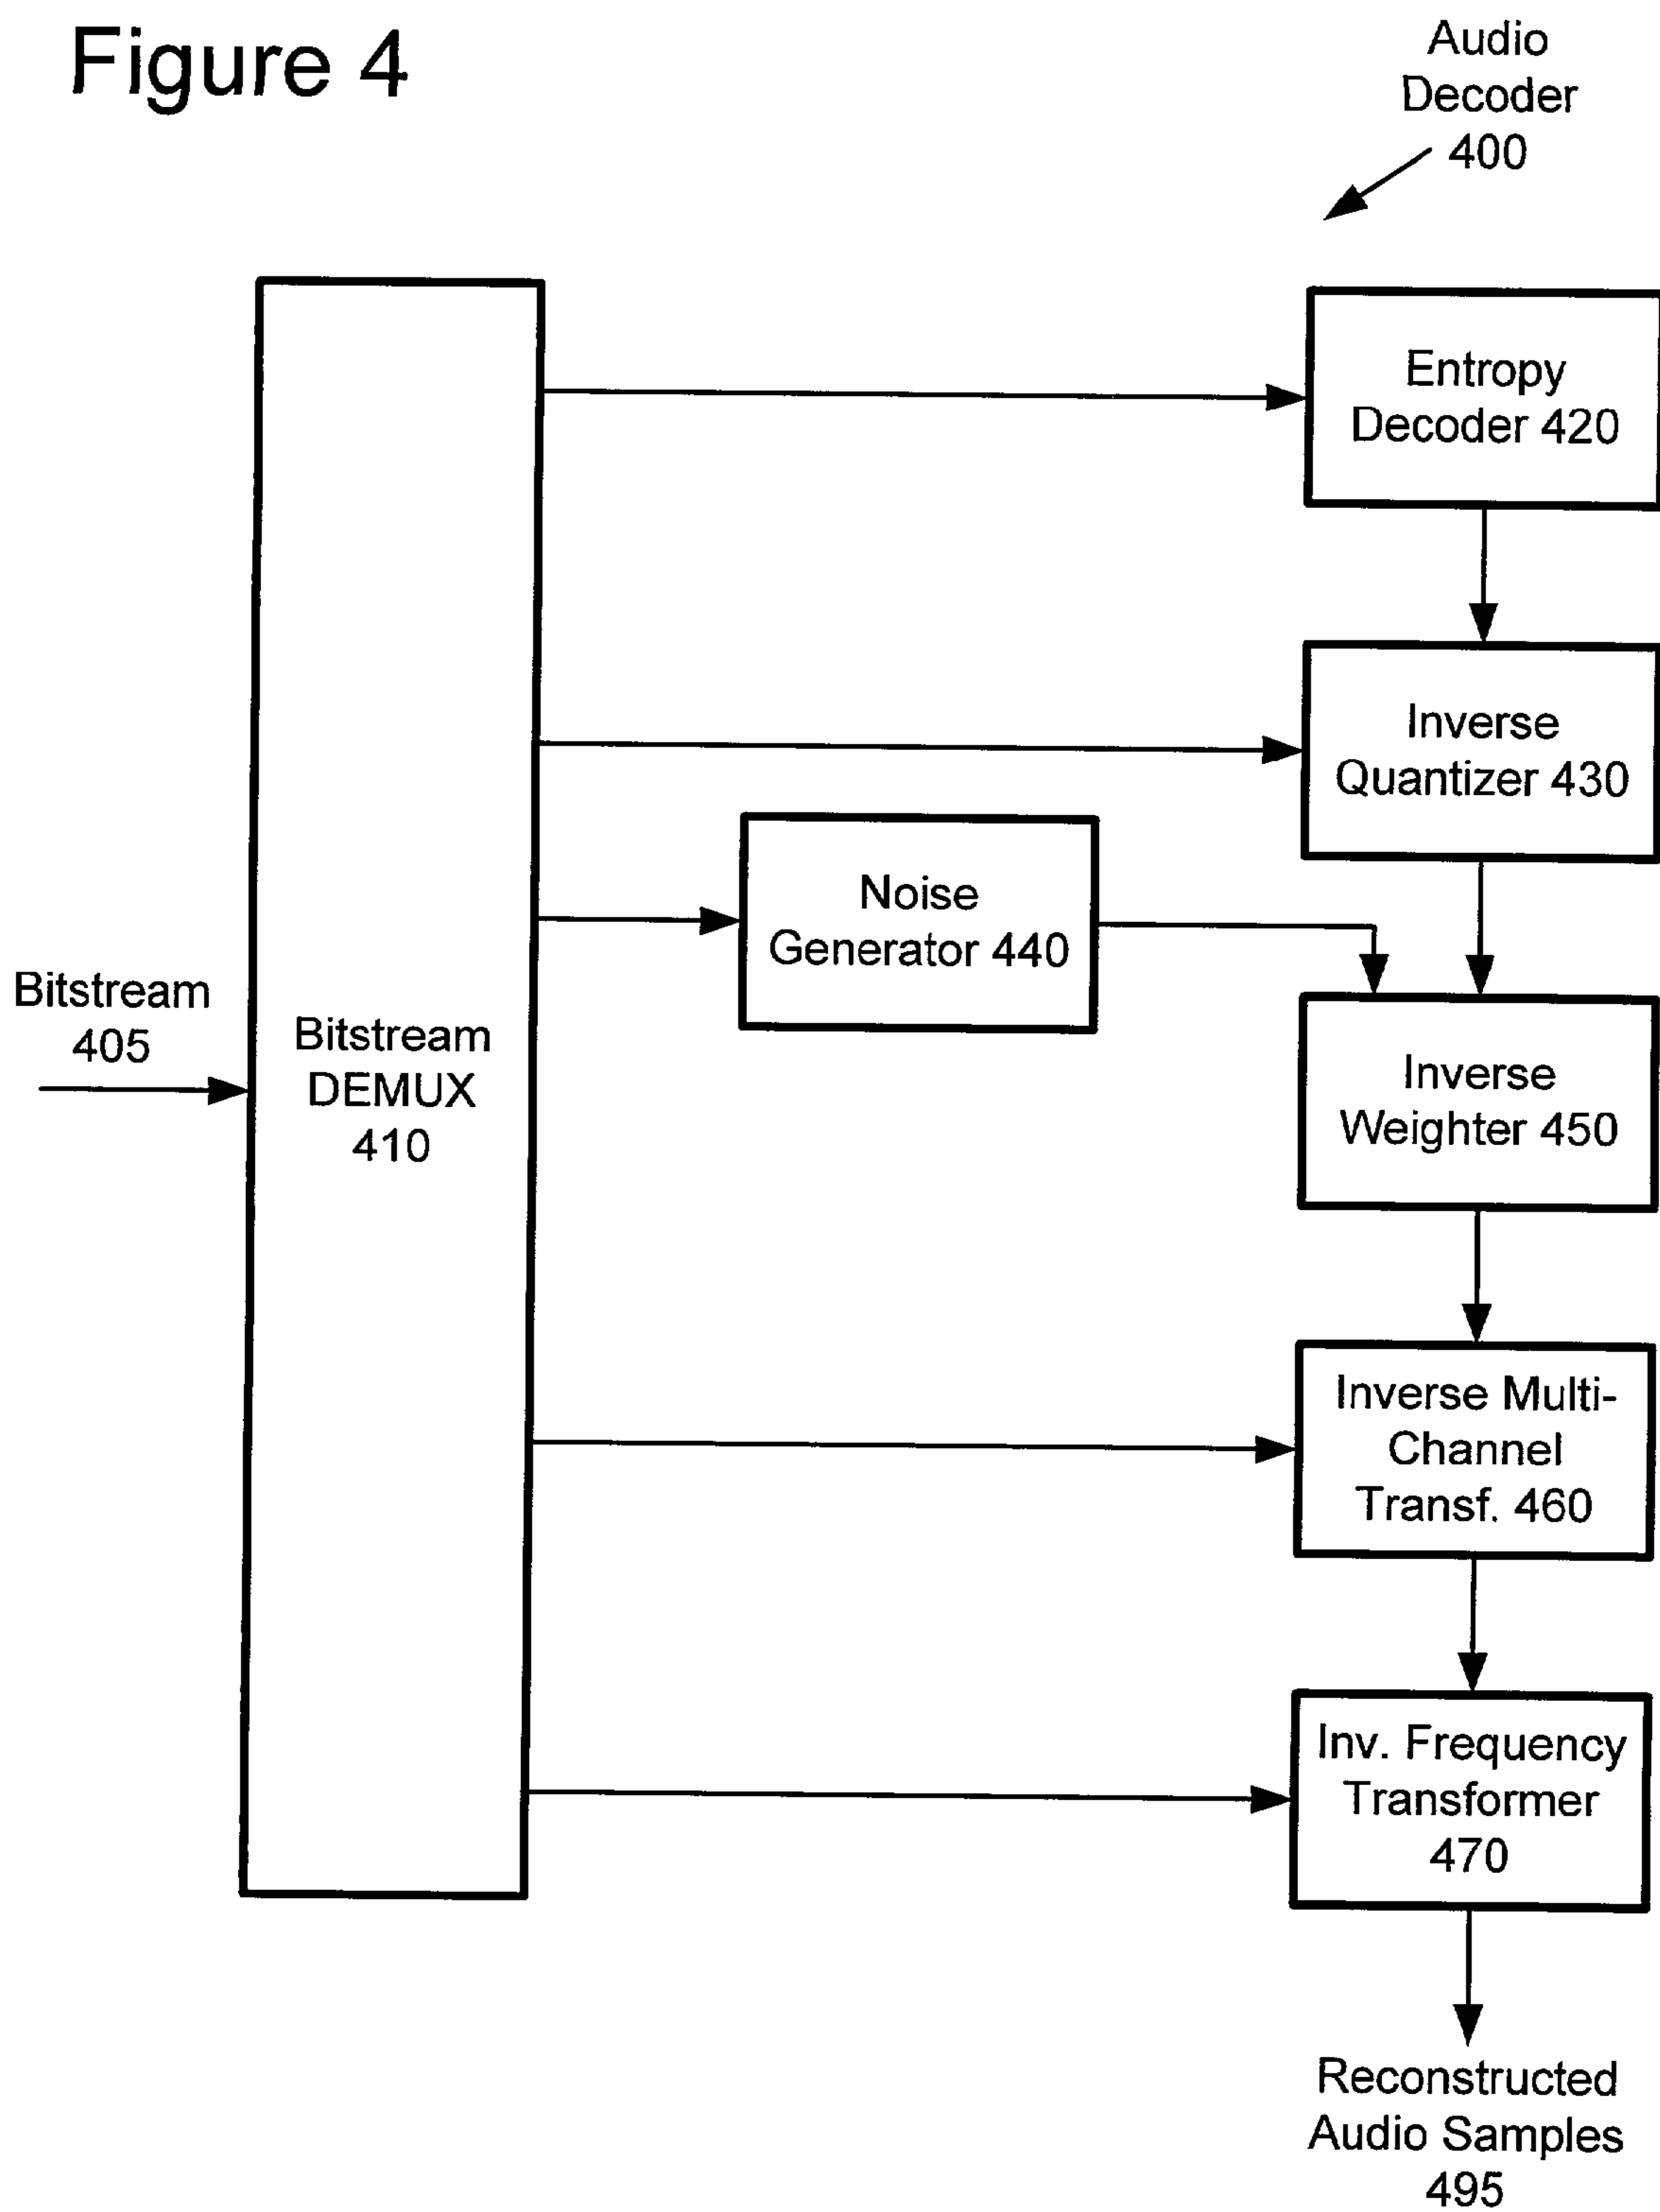 Figure 4
Audio
Decoder
400
Entropy
Decoder 420
Inverse
Quantizer 430
Noise
Generator 440
Bitstream
405
Bitstream
DEMUX
410
Inverse
Weighter 450
Inverse Multi-
Channel
Transf. 460
Inv. Frequency
Transformer
470
Reconstructed
Audio Samples
495